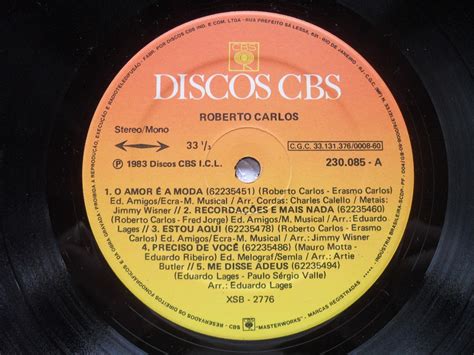 CBS
DISCOS CBS
ROBERTO CARLOS
Stereo/Mono
33 1/3
C.G.C. 33.131.376/0008-60
℗ 1983 Discos CBS I.C.L.
230.085 - A
1. O AMOR É A MODA (62235451) (Roberto Carlos - Erasmo Carlos)
Ed. Amigos/Ecra-M. Musical / Arr. Cordas: Charles Calello / Metais:
Jimmy Wisner / 2. RECORDAÇÕES E MAIS NADA (62235460)
(Roberto Carlos - Fred Jorge) Ed. Amigos/Ecra-M. Musical / Arr.: Eduardo
Lages / 3. ESTOU AQUI (62235478) (Roberto Carlos - Erasmo
Carlos) Ed. Amigos/Ecra-M. Musical / Arr.: Jimmy Wisner
/ 4. PRECISO DE VOCÊ (62235486) (Mauro Motta -
Eduardo Ribeiro) Ed. Melograf/Semla / Arr.: Artie
Butler // 5. ME DISSE ADEUS (62235494)
(Eduardo Lages - Paulo Sérgio Valle)
Arr.: Eduardo Lages
XSB - 2776
CBS - "MASTERWORKS" - MARCAS REGISTRADAS